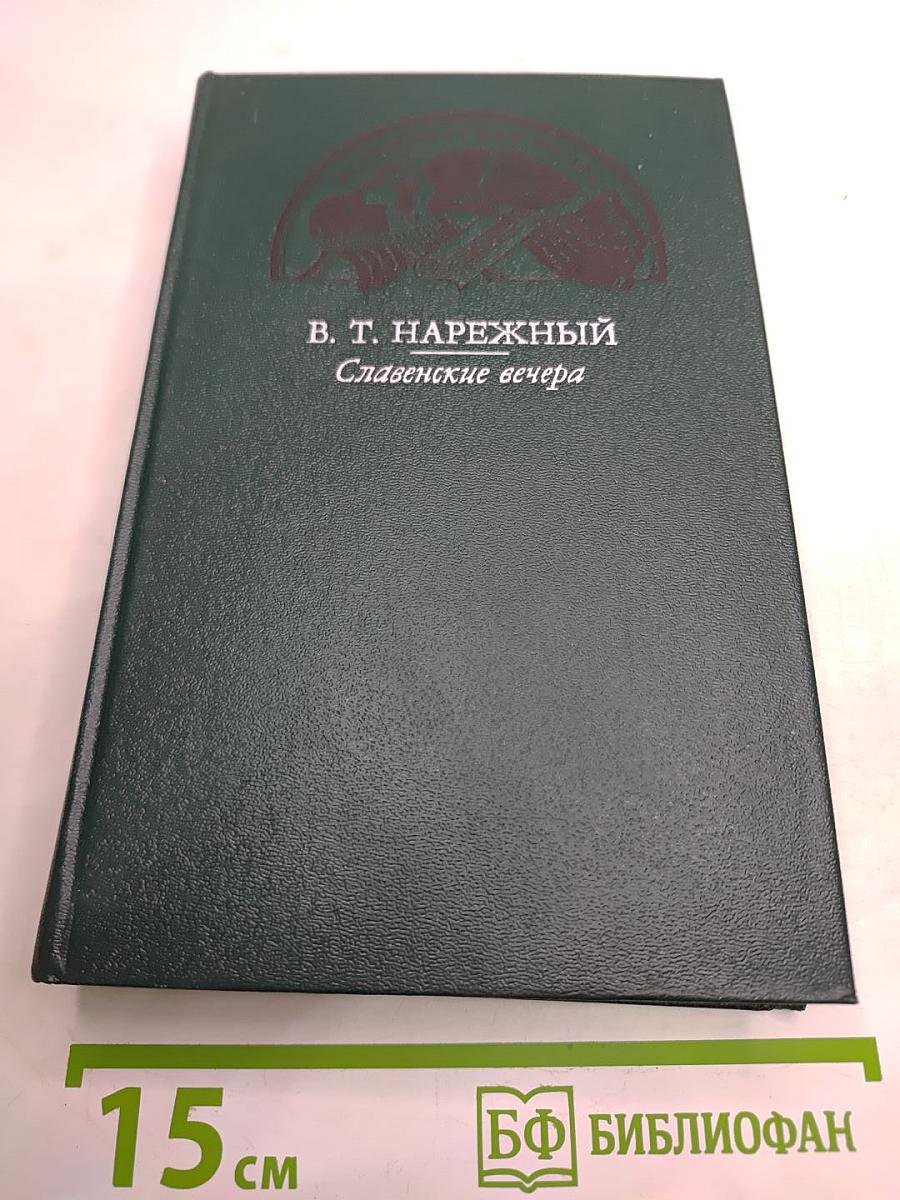 В. Т. НАРЕЖНЫЙ
Славенские вечера
15 см
БФ БИБЛИОФАН